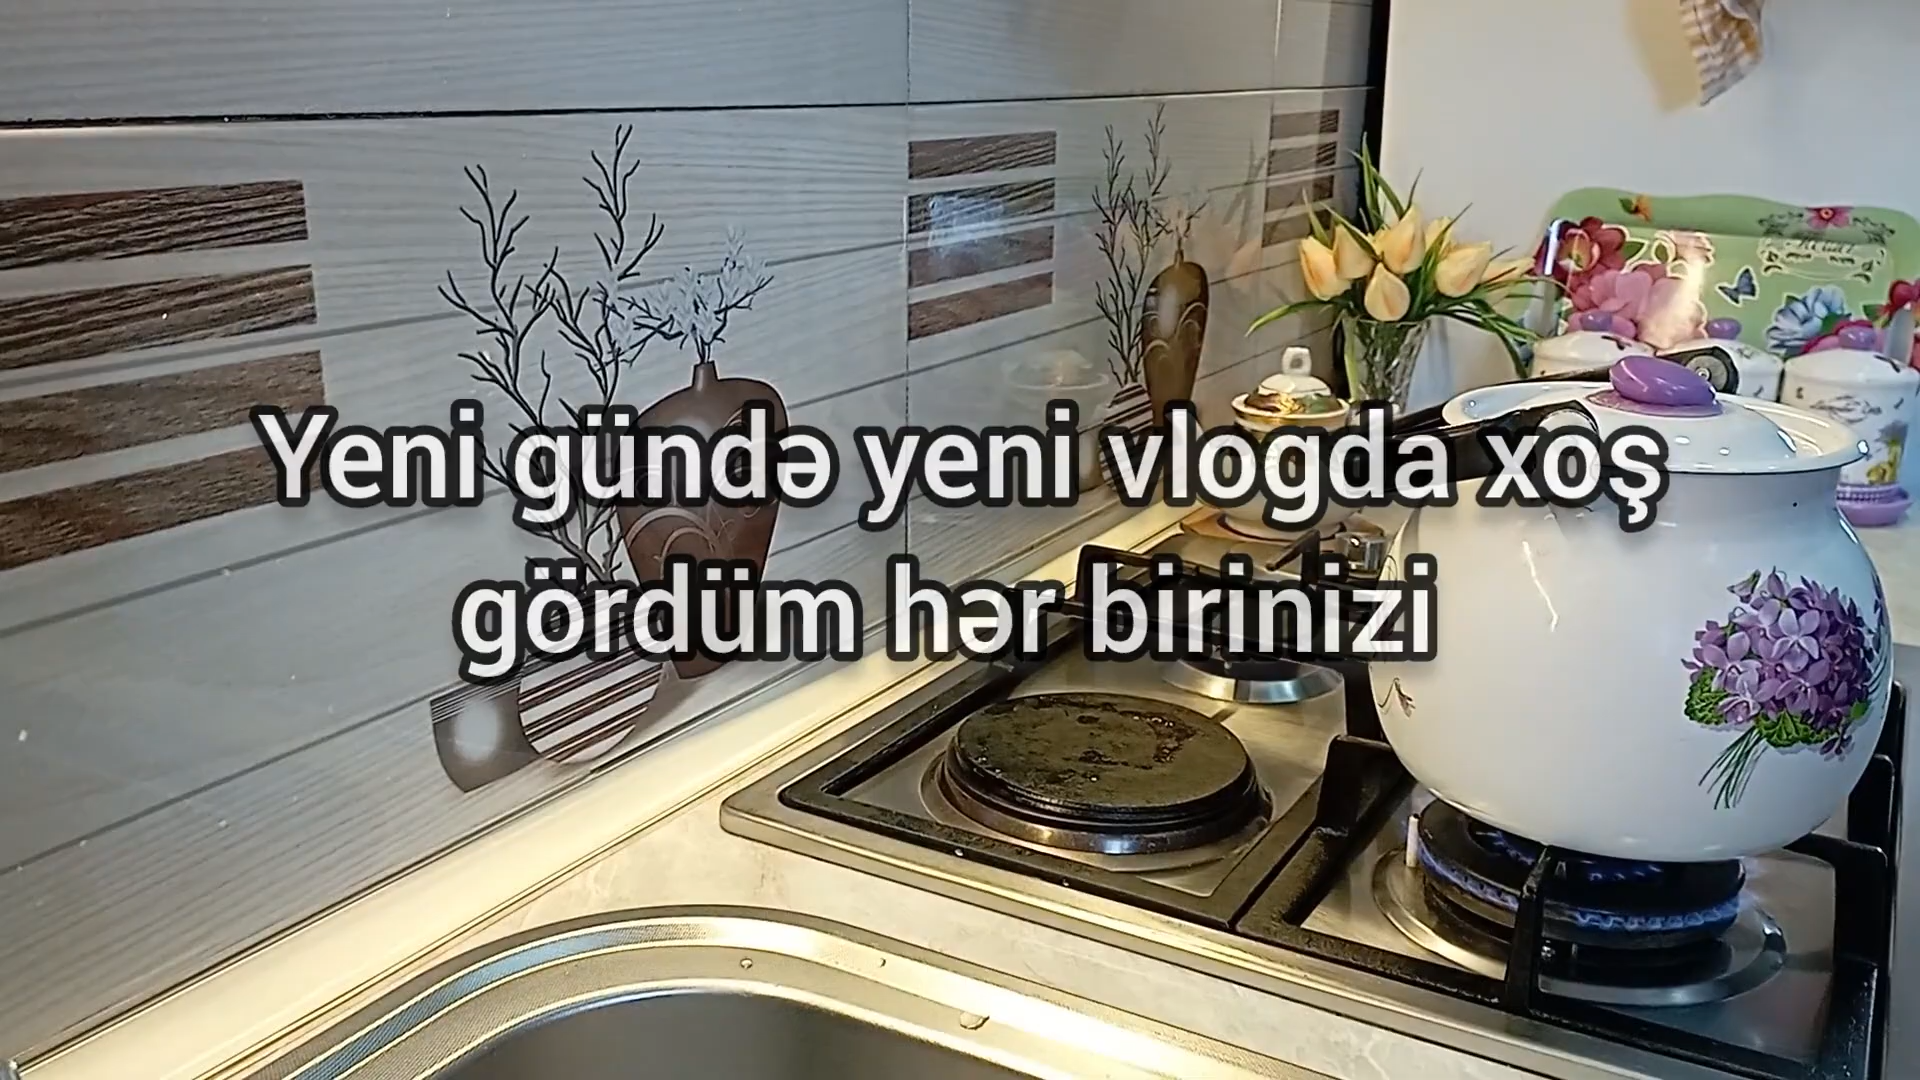 Yeni gündə yeni vlogda xoş
gördüm hər birinizi